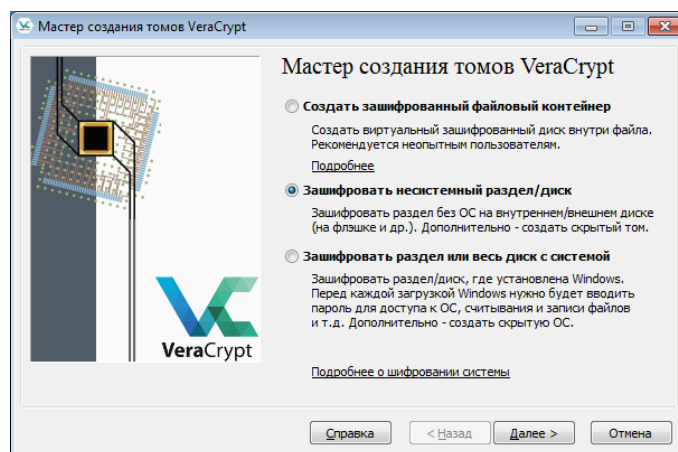 Мастер создания томов VeraCrypt
Мастер создания томов VeraCrypt
Создать зашифрованный файловый контейнер
Создать виртуальный зашифрованный диск внутри файла.
Рекомендуется неопытным пользователям.
Подробнее
Зашифровать несистемный раздел/диск
Зашифровать раздел без ОС на внутреннем/внешнем диске
(на флэшке и др.). Дополнительно - создать скрытый том.
Зашифровать раздел или весь диск с системой
Зашифровать раздел/диск, где установлена Windows.
Перед каждой загрузкой Windows нужно будет вводить
пароль для доступа к ОС, считывания и записи файлов
и т.д. Дополнительно - создать скрытую ОС.
VeraCrypt
Подробнее о шифровании системы
Справка < Назад Далее > Отмена